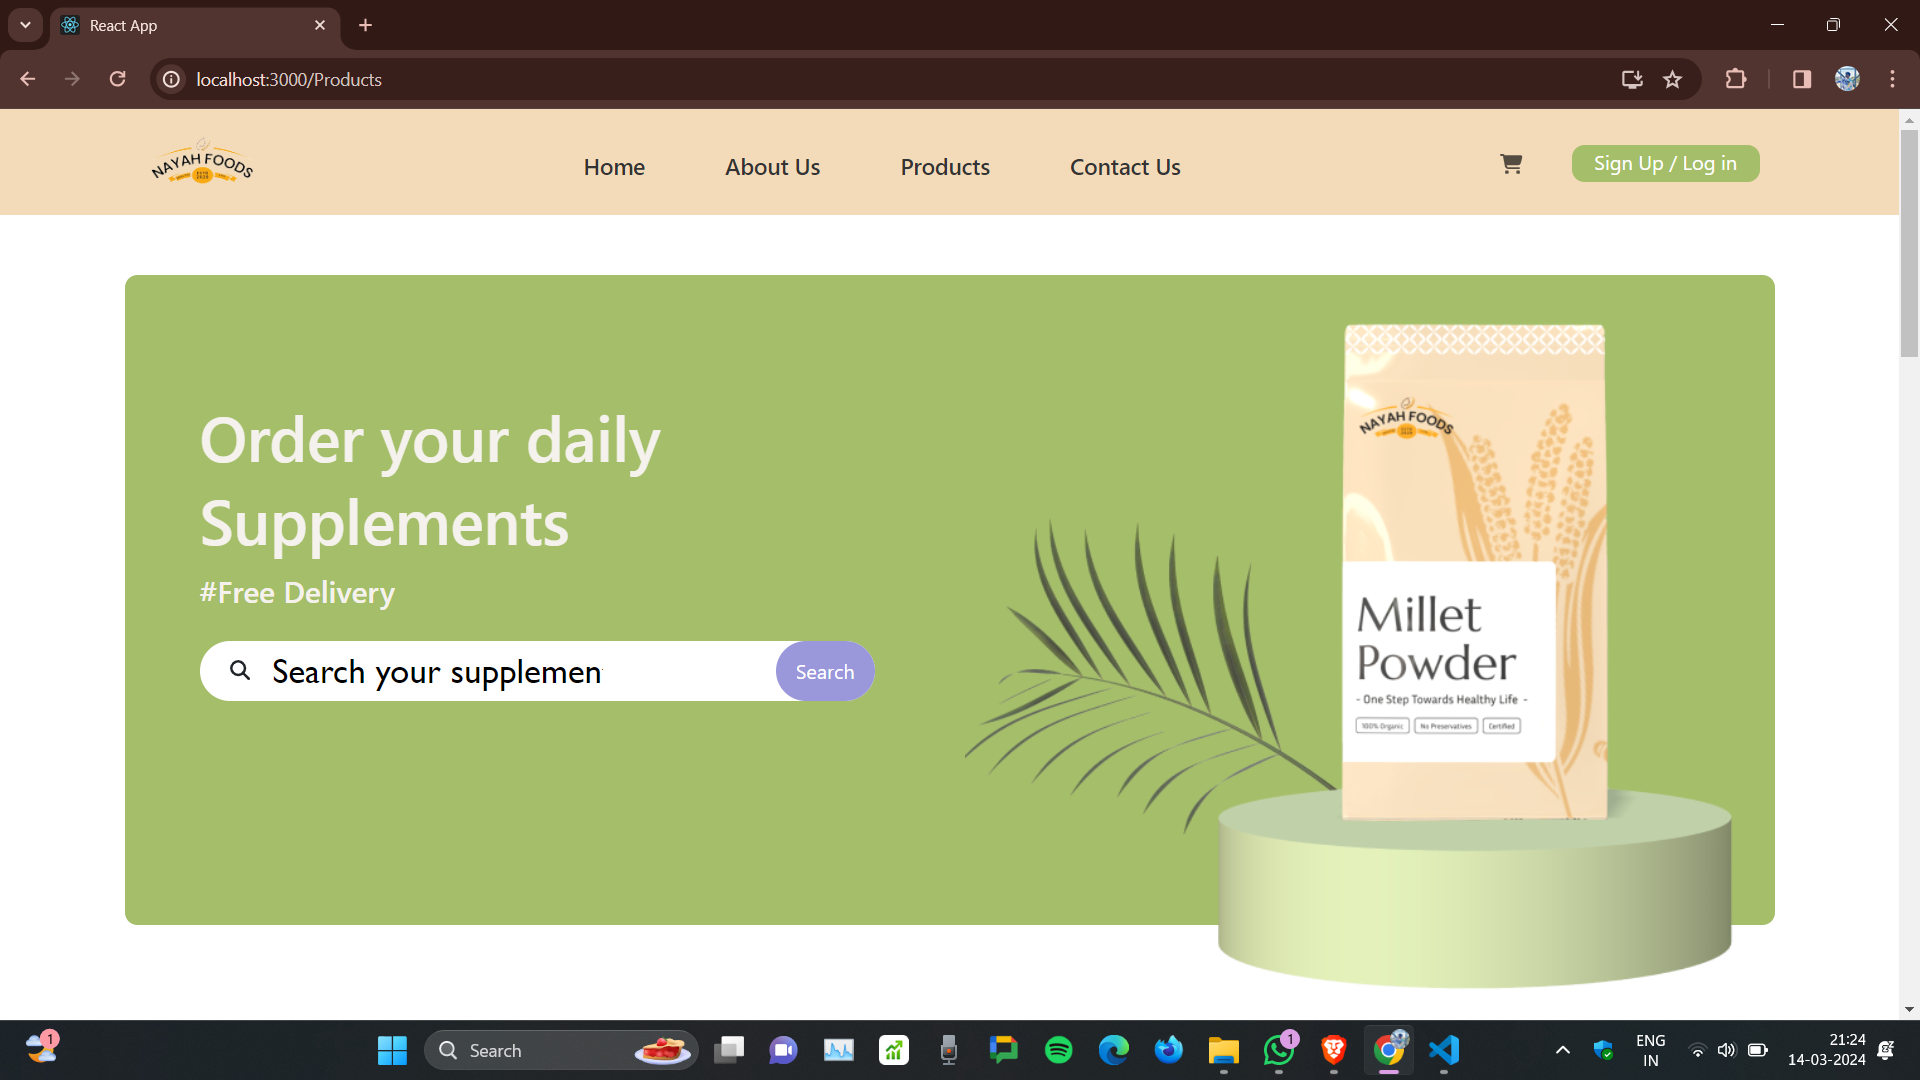 React App
localhost:3000/Products
NAYAH FOODS
Home
About Us
Products
Contact Us
Sign Up / Log in
Order your daily
Supplements
#Free Delivery
Search your supplemen
Search
NAYAH FOODS
Millet
Powder
- One Step Towards Healthy Life -
100% Organic
No Preservatives
Certified
1
Search
1
ENG
IN
21:24
14-03-2024